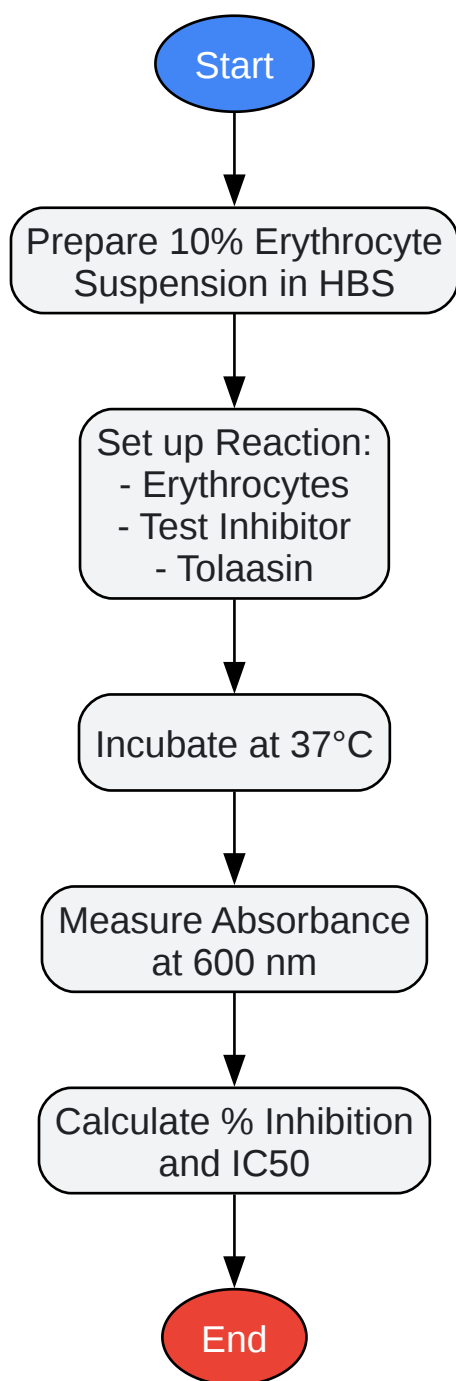 Start
Prepare 10% Erythrocyte
Suspension in HBS
Set up Reaction:
- Erythrocytes
- Test Inhibitor
- Tolaasin
Incubate at 37°C
Measure Absorbance
at 600 nm
Calculate % Inhibition
and IC50
End